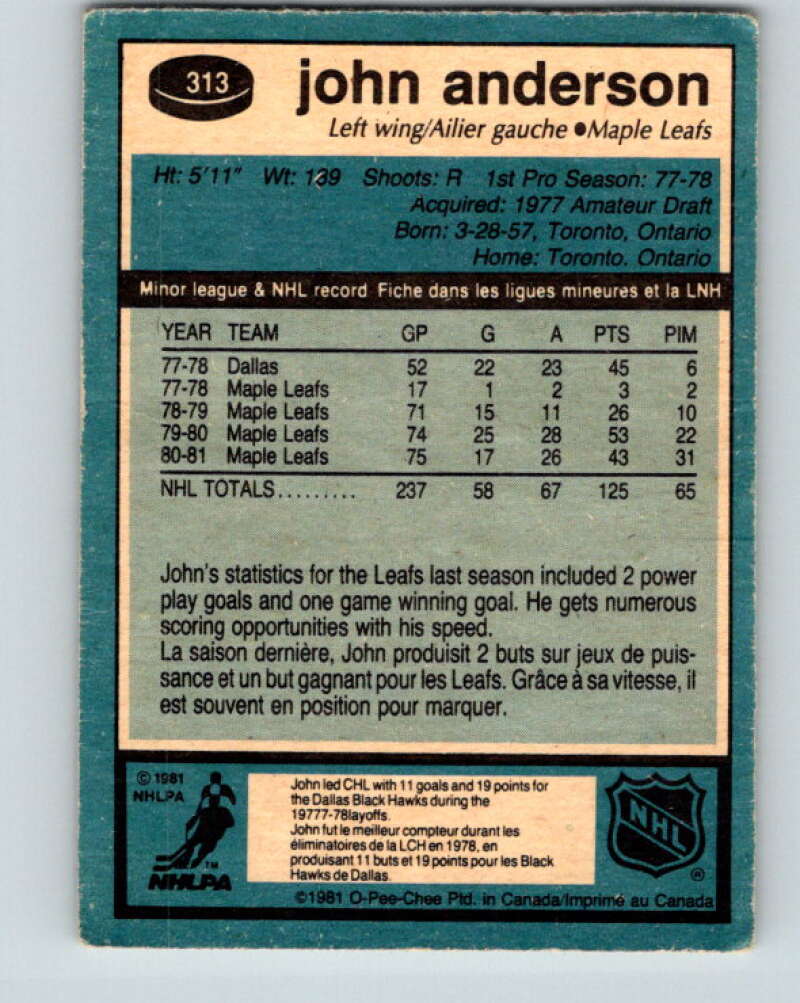 313
john anderson
Left wing/Ailier gauche ●Maple Leafs
Ht: 5'11" Wt: 189 Shoots: R 1st Pro Season: 77-78
Acquired: 1977 Amateur Draft
Born: 3-28-57, Toronto, Ontario
Home: Toronto. Ontario
Minor league & NHL record Fiche dans les ligues mineures et la LNH
YEAR TEAM GP G A PTS PIM
77-78 Dallas 52 22 23 45 6
77-78 Maple Leafs 17 1 2 3 2
78-79 Maple Leafs 71 15 11 26 10
79-80 Maple Leafs 74 25 28 53 22
80-81 Maple Leafs 75 17 26 43 31
NHL TOTALS......... 237 58 67 125 65
John's statistics for the Leafs last season included 2 power
play goals and one game winning goal. He gets numerous
scoring opportunities with his speed.
La saison dernière, John produisit 2 buts sur jeux de puis-
sance et un but gagnant pour les Leafs. Grâce à sa vitesse, il
est souvent en position pour marquer.
© 1981
NHLPA
TM
NHLPA
John led CHL with 11 goals and 19 points for
the Dallas Black Hawks during the
19777-78layoffs.
John fut le meilleur compteur durant les
éliminatoires de la LCH en 1978, en
produisant 11 buts et 19 points pour les Black
Hawks de Dallas.
NHL
®
©1981 O-Pee-Chee Ptd. in Canada/Imprimé au Canada